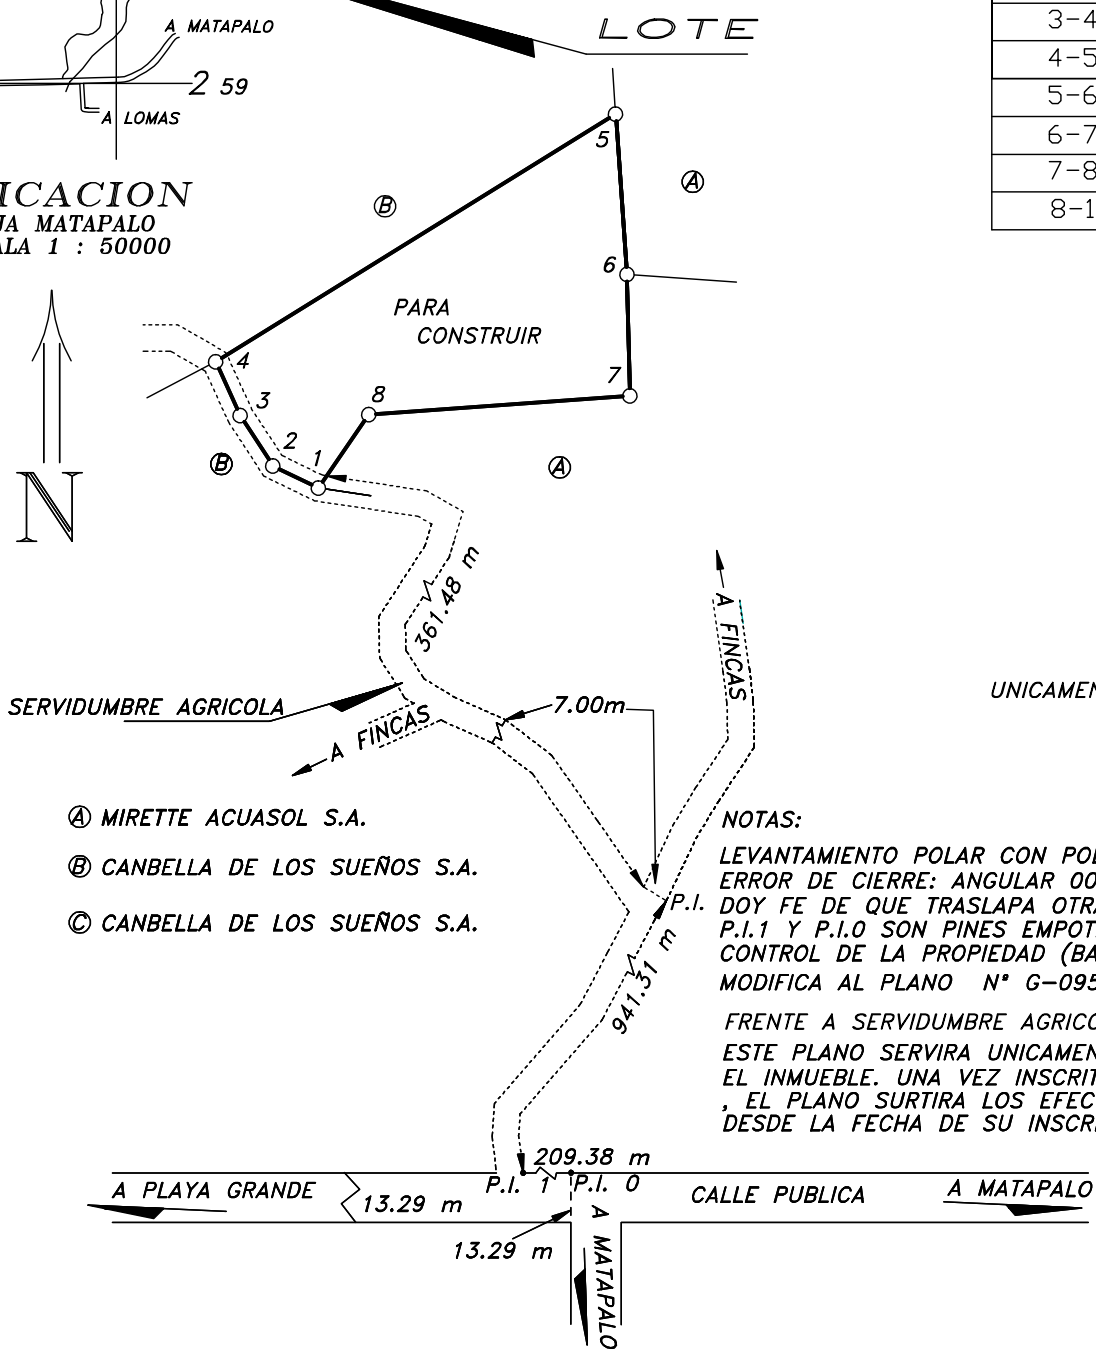 A MATAPALO
LOTE
3-4
4-5
5-6
6-7
7-8
8-1
2 59
A LOMAS
ICACION
JA MATAPALO
ALA 1 : 50000
5
A
B
6
PARA
CONSTRUIR
4
7
3
8
2
1
B
A
N
361.48 m
A FINCAS
SERVIDUMBRE AGRICOLA
7.00m
UNICAMEN
A FINCAS
A MIRETTE ACUASOL S.A.
B CANBELLA DE LOS SUEÑOS S.A.
C CANBELLA DE LOS SUEÑOS S.A.
P.I.
941.31 m
NOTAS:
LEVANTAMIENTO POLAR CON POL
ERROR DE CIERRE: ANGULAR 00
DOY FE DE QUE TRASLAPA OTRA
P.I.1 Y P.I.0 SON PINES EMPOT
CONTROL DE LA PROPIEDAD (BA
MODIFICA AL PLANO Nº G-095
FRENTE A SERVIDUMBRE AGRICO
ESTE PLANO SERVIRA UNICAMEN
EL INMUEBLE. UNA VEZ INSCRIT
, EL PLANO SURTIRA LOS EFEC
DESDE LA FECHA DE SU INSCRI
209.38 m
P.I. 1 P.I. 0
A PLAYA GRANDE
13.29 m
CALLE PUBLICA
A MATAPALO
13.29 m
A MATAPALO